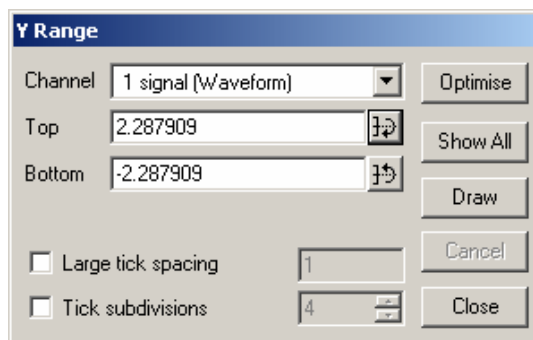 Y Range
Channel 1 signal (Waveform) Optimise
Top 2.287909 Show All
Bottom -2.287909
Draw
Large tick spacing 1 Cancel
Tick subdivisions 4 Close